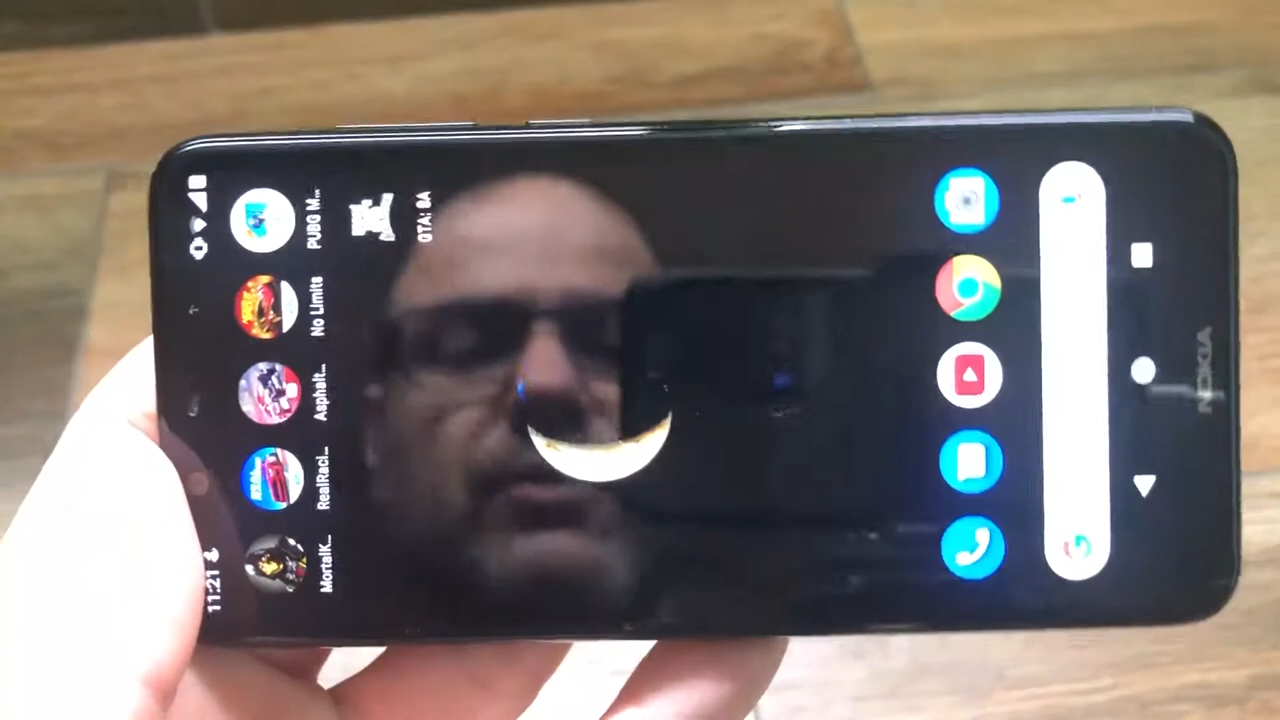 11:21
MortalK...
RealRaci...
Asphalt...
No Limits
PUBG M...
GTA: SA
NOKIA